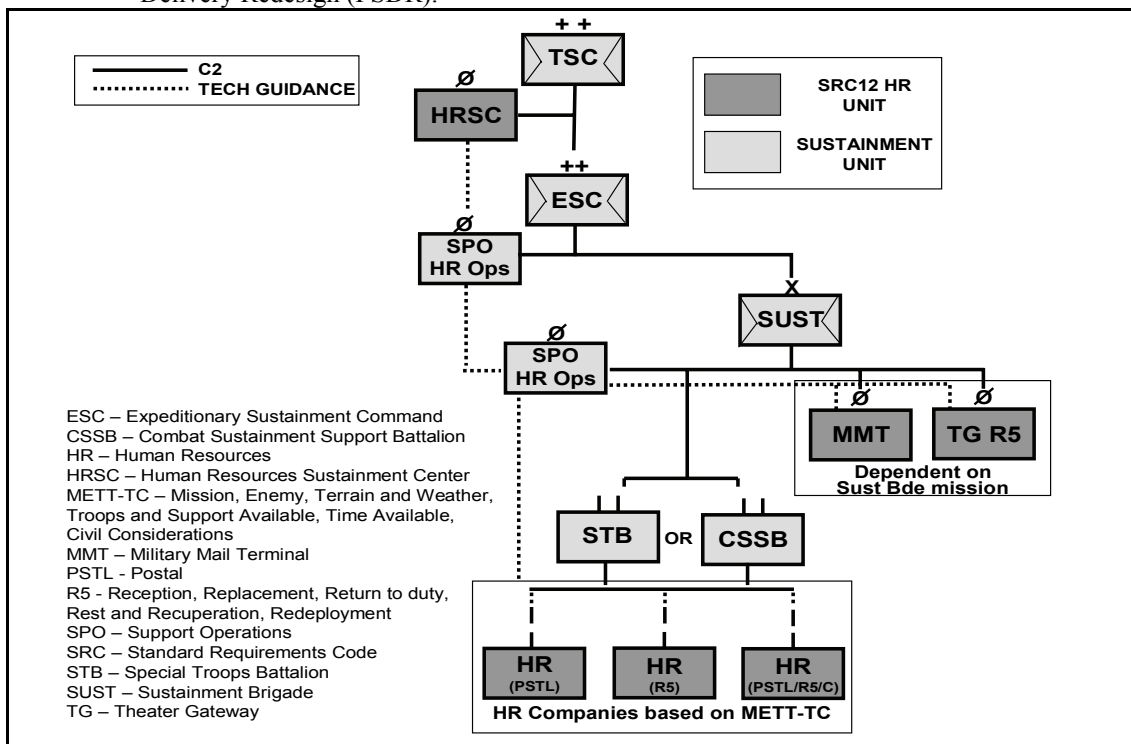 Delivery Redesign (PSDR).
C2
TECH GUIDANCE
++
TSC
Ø
HRSC
SRC12 HR
UNIT
SUSTAINMENT
UNIT
++
ESC
Ø
SPO
HR Ops
X
SUST
Ø
SPO
HR Ops
Ø
MMT
Ø
TG R5
Dependent on
Sust Bde mission
ESC – Expeditionary Sustainment Command
CSSB – Combat Sustainment Support Battalion
HR – Human Resources
HRSC – Human Resources Sustainment Center
METT-TC – Mission, Enemy, Terrain and Weather,
Troops and Support Available, Time Available,
Civil Considerations
MMT – Military Mail Terminal
PSTL - Postal
R5 - Reception, Replacement, Return to duty,
Rest and Recuperation, Redeployment
SPO – Support Operations
SRC – Standard Requirements Code
STB – Special Troops Battalion
SUST – Sustainment Brigade
TG – Theater Gateway
STB
OR
CSSB
HR
(PSTL)
HR
(R5)
HR
(PSTL/R5/C)
HR Companies based on METT-TC